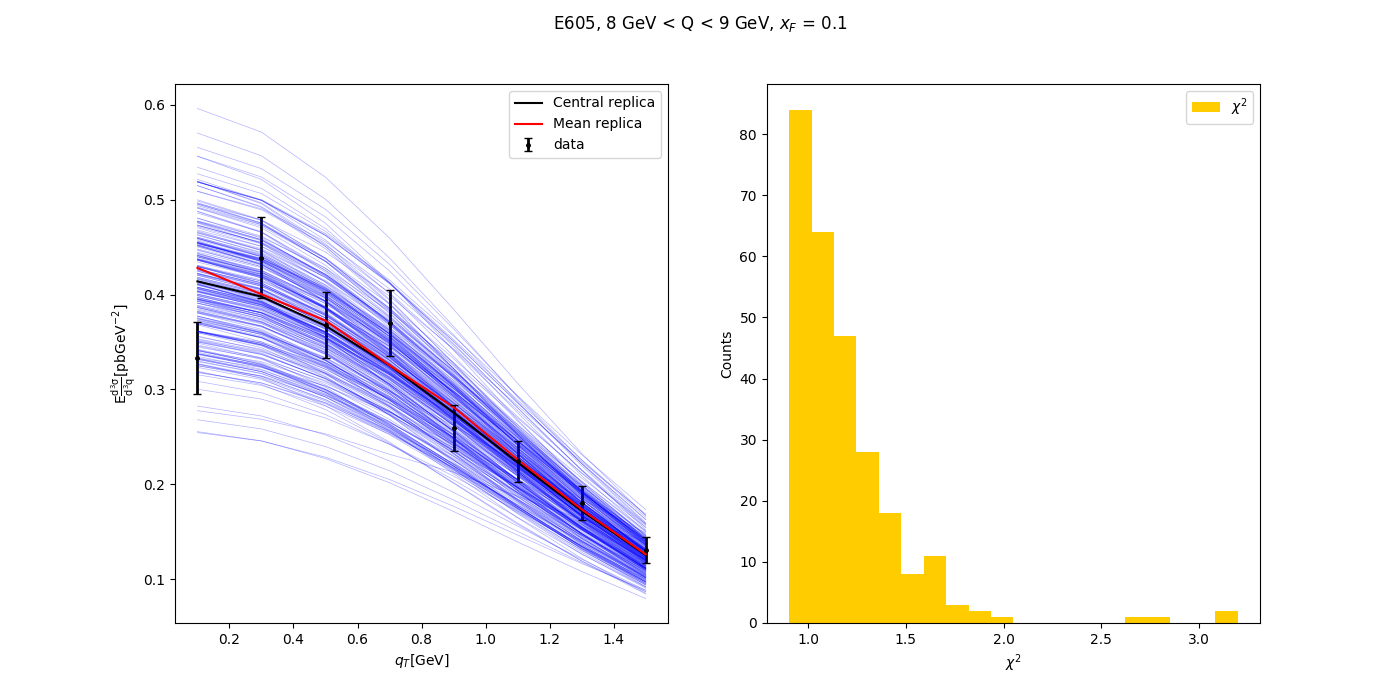 E605, 8 GeV < Q < 9 GeV, x_F = 0.1
Central replica
Mean replica
data
0.6
0.5
0.4
0.3
0.2
0.1
E d³σ/d³q [pbGeV⁻²]
0.2 0.4 0.6 0.8 1.0 1.2 1.4
q_T[GeV]
χ²
80
70
60
50
40
30
20
10
0
Counts
1.0 1.5 2.0 2.5 3.0
χ²